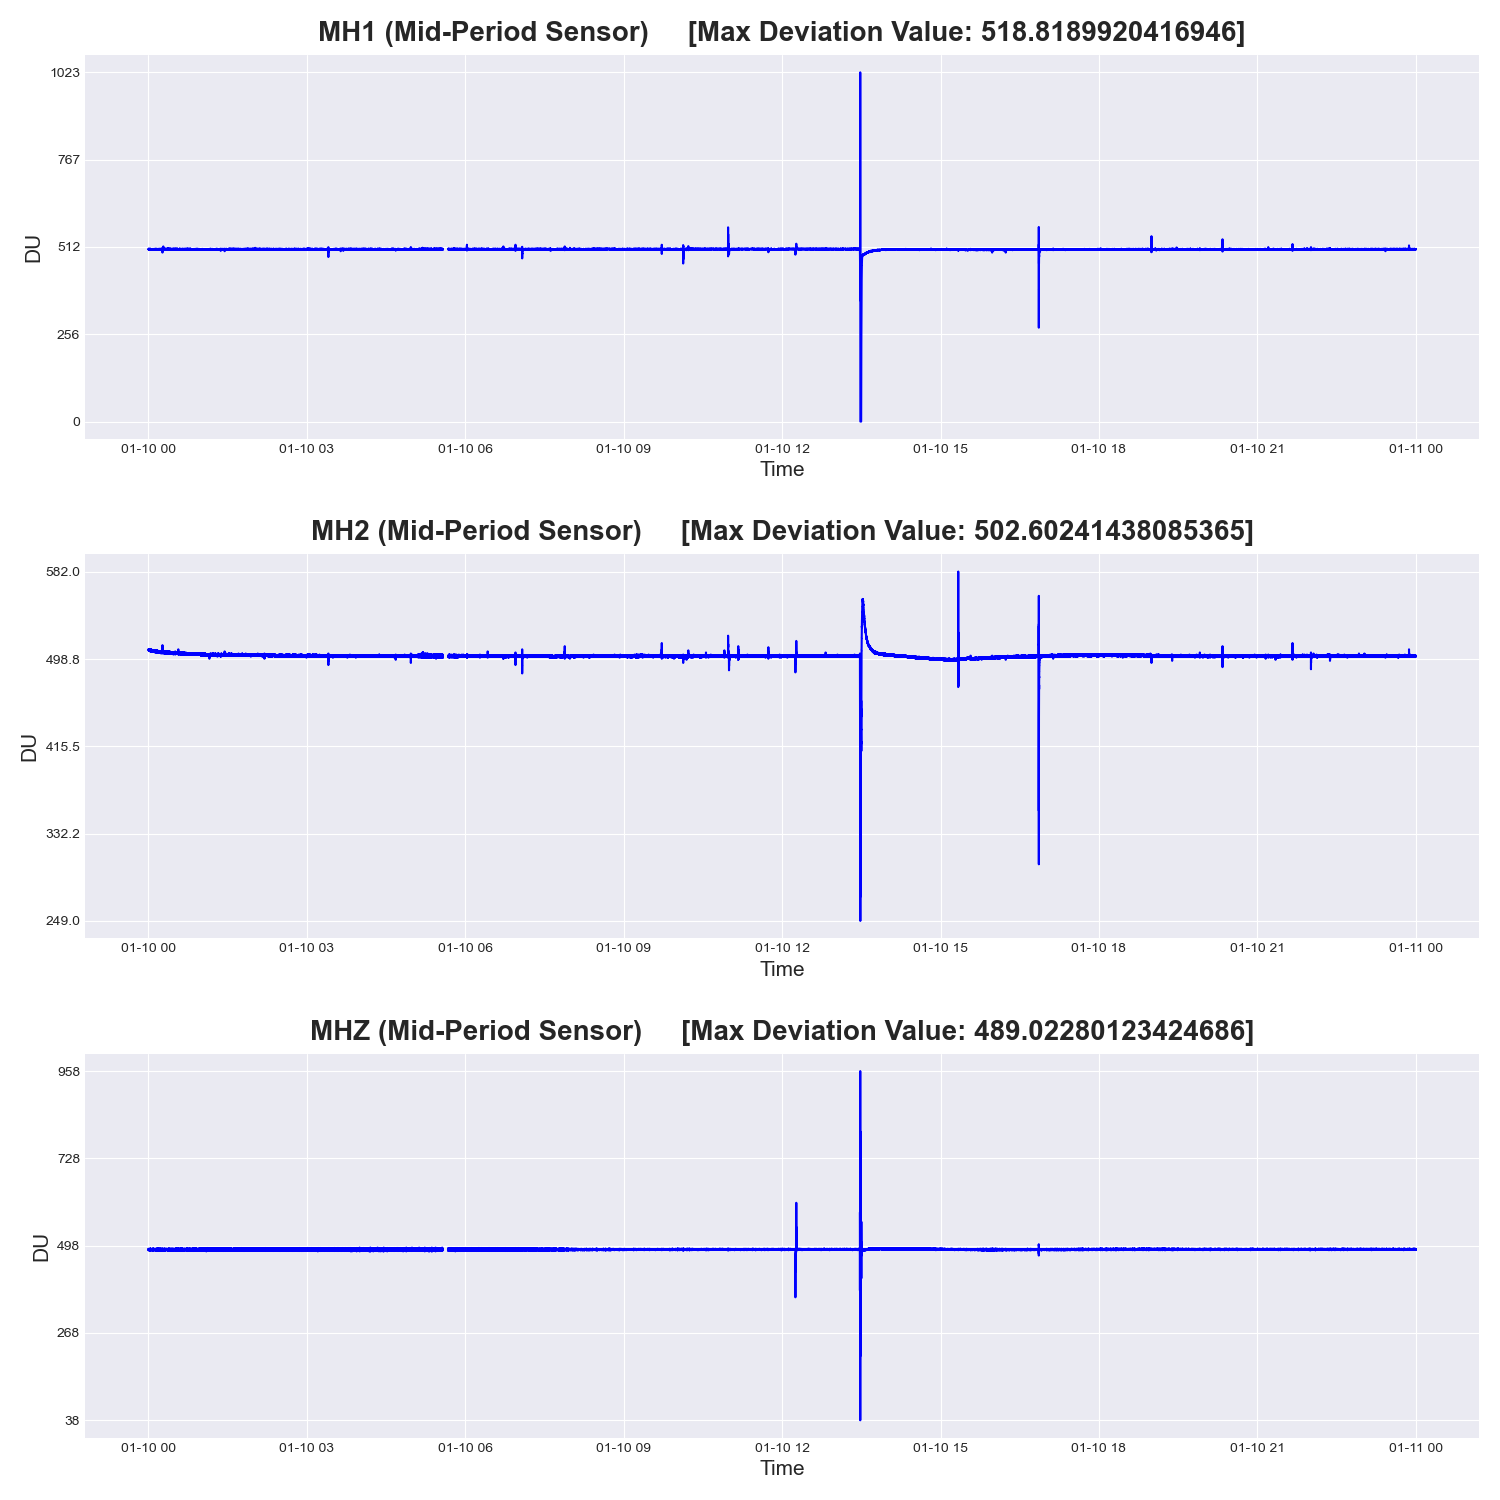 MH1 (Mid-Period Sensor)     [Max Deviation Value: 518.8189920416946]
1023
767
512
256
0
DU
01-10 00 01-10 03 01-10 06 01-10 09 01-10 12 01-10 15 01-10 18 01-10 21 01-11 00
Time
MH2 (Mid-Period Sensor)     [Max Deviation Value: 502.60241438085365]
582.0
498.8
415.5
332.2
249.0
DU
01-10 00 01-10 03 01-10 06 01-10 09 01-10 12 01-10 15 01-10 18 01-10 21 01-11 00
Time
MHZ (Mid-Period Sensor)     [Max Deviation Value: 489.02280123424686]
958
728
498
268
38
DU
01-10 00 01-10 03 01-10 06 01-10 09 01-10 12 01-10 15 01-10 18 01-10 21 01-11 00
Time